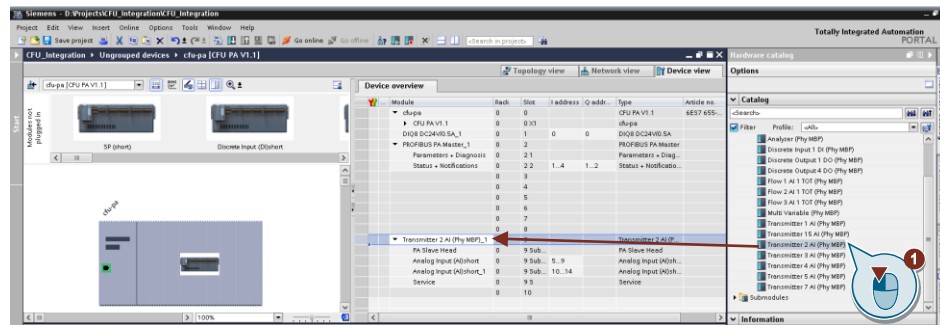 Siemens - D:\Projects\CFU_Integration\CFU_Integration
Project Edit View Insert Online Options Tools Window Help
Totally Integrated Automation
PORTAL
Save project Go online Go offline <Search in project>
CFU_Integration ▸ Ungrouped devices ▸ cfu-pa [CFU PA V1.1]
Hardware catalog
Topology view Network view Device view
Options
cfu-pa [CFU PA V1.1]
Device overview
Module Rack Slot I address Q addr... Type Article no.
Catalog
<Search>
Filter Profile: <All>
Start
Modules not plugged in
SP (short) Discrete Input (DI)short
cfu-pa
100%
cfu-pa 0 0 CFU PA V1.1 6ES7 655-...
CFU PA V1.1 0 0 X1 cfu-pa
DIQ8 DC24V/0.5A_1 0 1 0 0 DIQ8 DC24V/0.5A
PROFIBUS PA Master_1 0 2 PROFIBUS PA Master
Parameters + Diagnosis 0 2 1 Parameters + Diag...
Status + Notifications 0 2 2 1...4 1...2 Status + Notificatio...
0 3
0 4
0 5
0 6
0 7
0 8
Transmitter 2 AI (Phy MBP)_1 Transmitter 2 AI (P...
PA Slave Head 0 9 Sub... PA Slave Head
Analog Input (AI)short 0 9 Sub... 5...9 Analog Input (AI)sh...
Analog Input (AI)short_1 0 9 Sub... 10...14 Analog Input (AI)sh...
Service 0 9 5 Service
0 10
Analyzer (Phy MBP)
Discrete Input 1 DI (Phy MBP)
Discrete Output 1 DO (Phy MBP)
Discrete Output 4 DO (Phy MBP)
Flow 1 AI 1 TOT (Phy MBP)
Flow 2 AI 1 TOT (Phy MBP)
Flow 3 AI 1 TOT (Phy MBP)
Multi Variable (Phy MBP)
Transmitter 1 AI (Phy MBP)
Transmitter 15 AI (Phy MBP)
Transmitter 2 AI (Phy MBP)
Transmitter 3 AI (Phy MBP)
Transmitter 4 AI (Phy MBP)
Transmitter 5 AI (Phy MBP)
Transmitter 7 AI (Phy MBP)
Submodules
1
Information